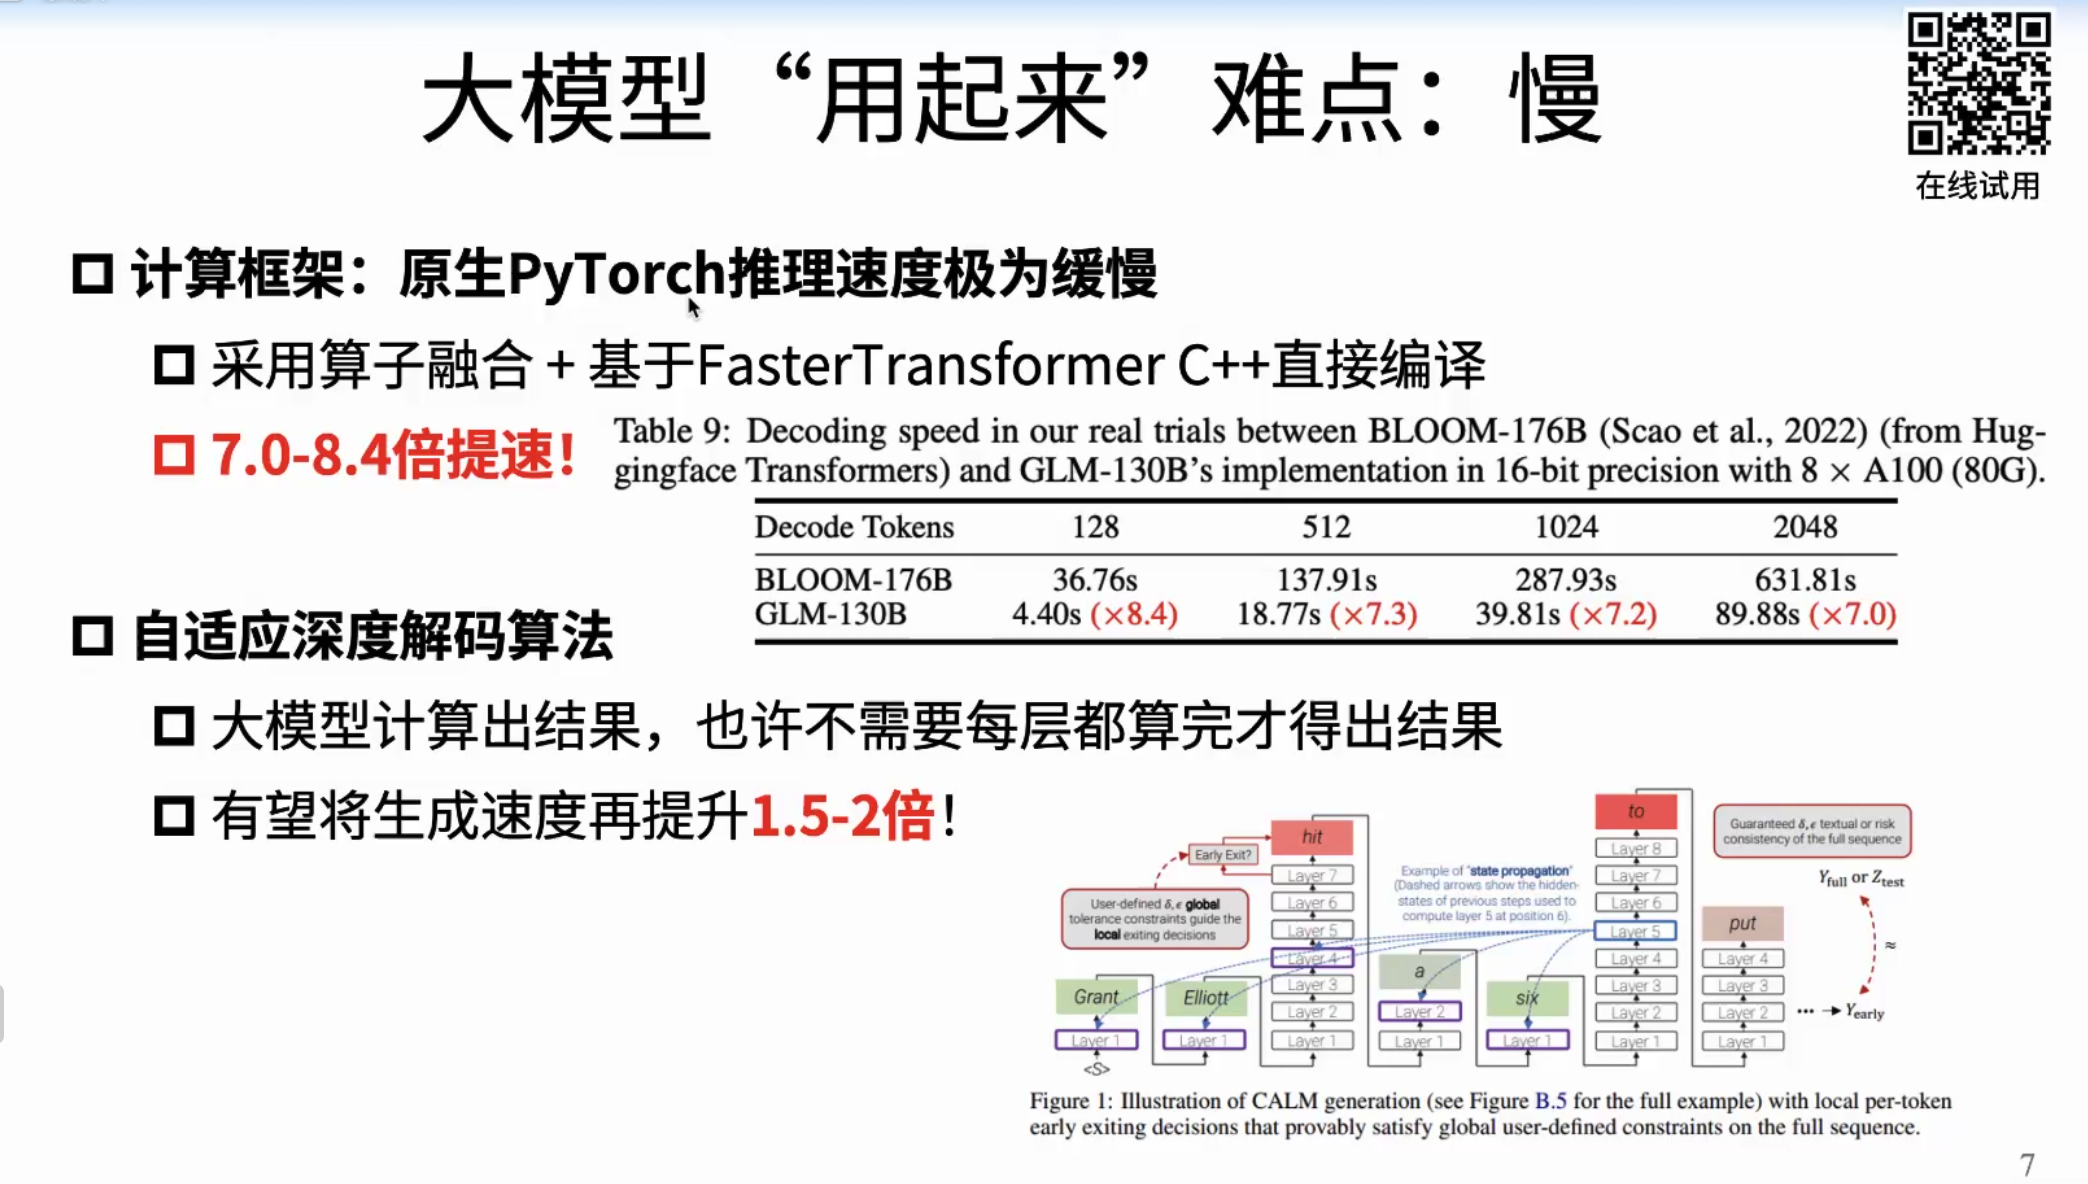 大模型“用起来”难点：慢
在线试用
计算框架：原生PyTorch推理速度极为缓慢
采用算子融合 + 基于FasterTransformer C++直接编译
7.0-8.4倍提速！
Table 9: Decoding speed in our real trials between BLOOM-176B (Scao et al., 2022) (from Hug-
gingface Transformers) and GLM-130B’s implementation in 16-bit precision with 8 × A100 (80G).
Decode Tokens 128 512 1024 2048
BLOOM-176B 36.76s 137.91s 287.93s 631.81s
GLM-130B 4.40s (×8.4) 18.77s (×7.3) 39.81s (×7.2) 89.88s (×7.0)
自适应深度解码算法
大模型计算出结果，也许不需要每层都算完才得出结果
有望将生成速度再提升1.5-2倍！
User-defined δ, ϵ global
tolerance constraints guide the
local exiting decisions
Early Exit?
Grant
Layer 1
<S>
Elliott
Layer 1
hit
Layer 7
Layer 6
Layer 5
Layer 4
Layer 3
Layer 2
Layer 1
Example of "state propagation"
(Dashed arrows show the hidden-
states of previous steps used to
compute layer 5 at position 6).
a
Layer 2
Layer 1
six
Layer 1
to
Layer 8
Layer 7
Layer 6
Layer 5
Layer 4
Layer 3
Layer 2
Layer 1
put
Layer 4
Layer 3
Layer 2
Layer 1
Guaranteed δ, ϵ textual or risk
consistency of the full sequence
Yfull or Ztest
≈
··· → Yearly
Figure 1: Illustration of CALM generation (see Figure B.5 for the full example) with local per-token
early exiting decisions that provably satisfy global user-defined constraints on the full sequence.
7